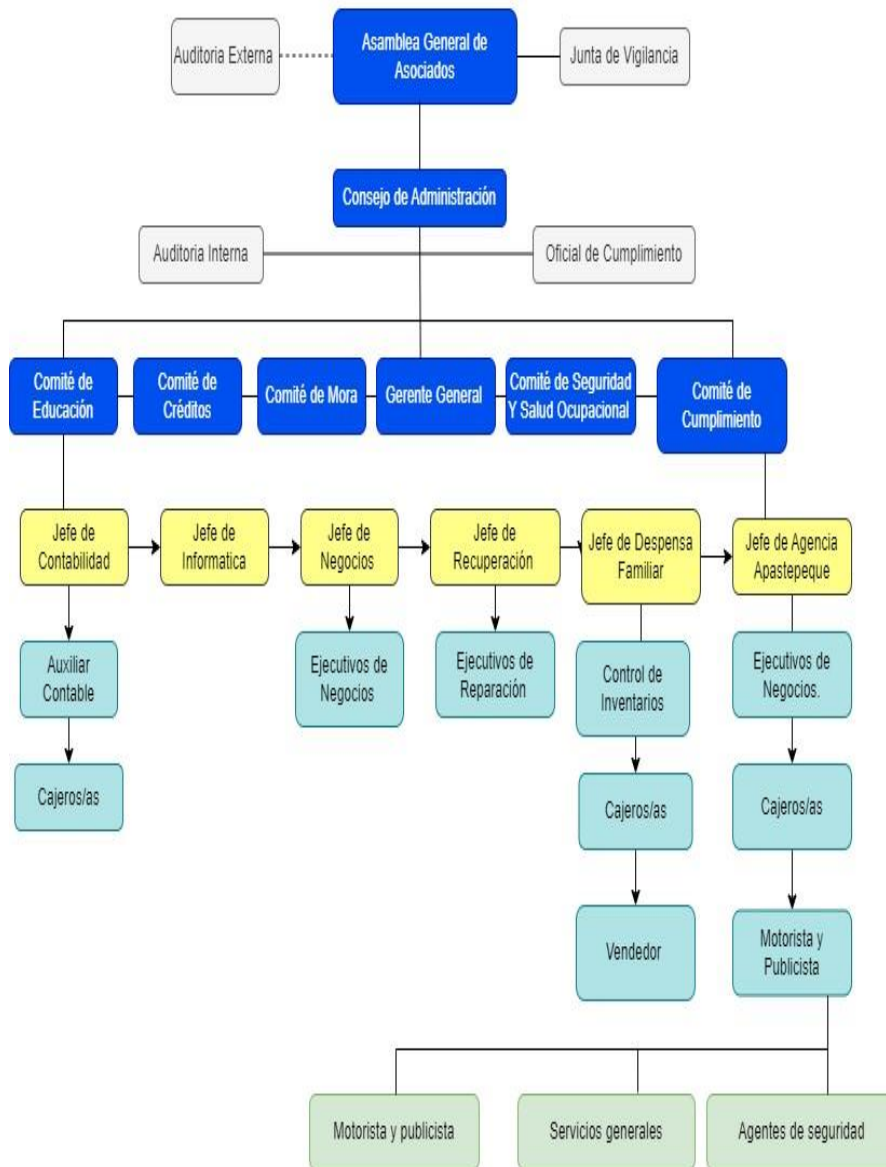 Auditoria Externa
Asamblea General de
Asociados
Junta de Vigilancia
Consejo de Administración
Auditoria Interna
Oficial de Cumplimiento
Comité de
Educación
Comité de
Créditos
Comité de Mora
Gerente General
Comité de Seguridad
Y Salud Ocupacional
Comité de
Cumplimiento
Jefe de
Contabilidad
Jefe de
Informatica
Jefe de
Negocios
Jefe de
Recuperación
Jefe de Despensa
Familiar
Jefe de Agencia
Apastepeque
Auxiliar
Contable
Ejecutivos de
Negocios
Ejecutivos de
Reparación
Control de
Inventarios
Ejecutivos de
Negocios.
Cajeros/as
Cajeros/as
Cajeros/as
Vendedor
Motorista y
Publicista
Motorista y publicista
Servicios generales
Agentes de seguridad